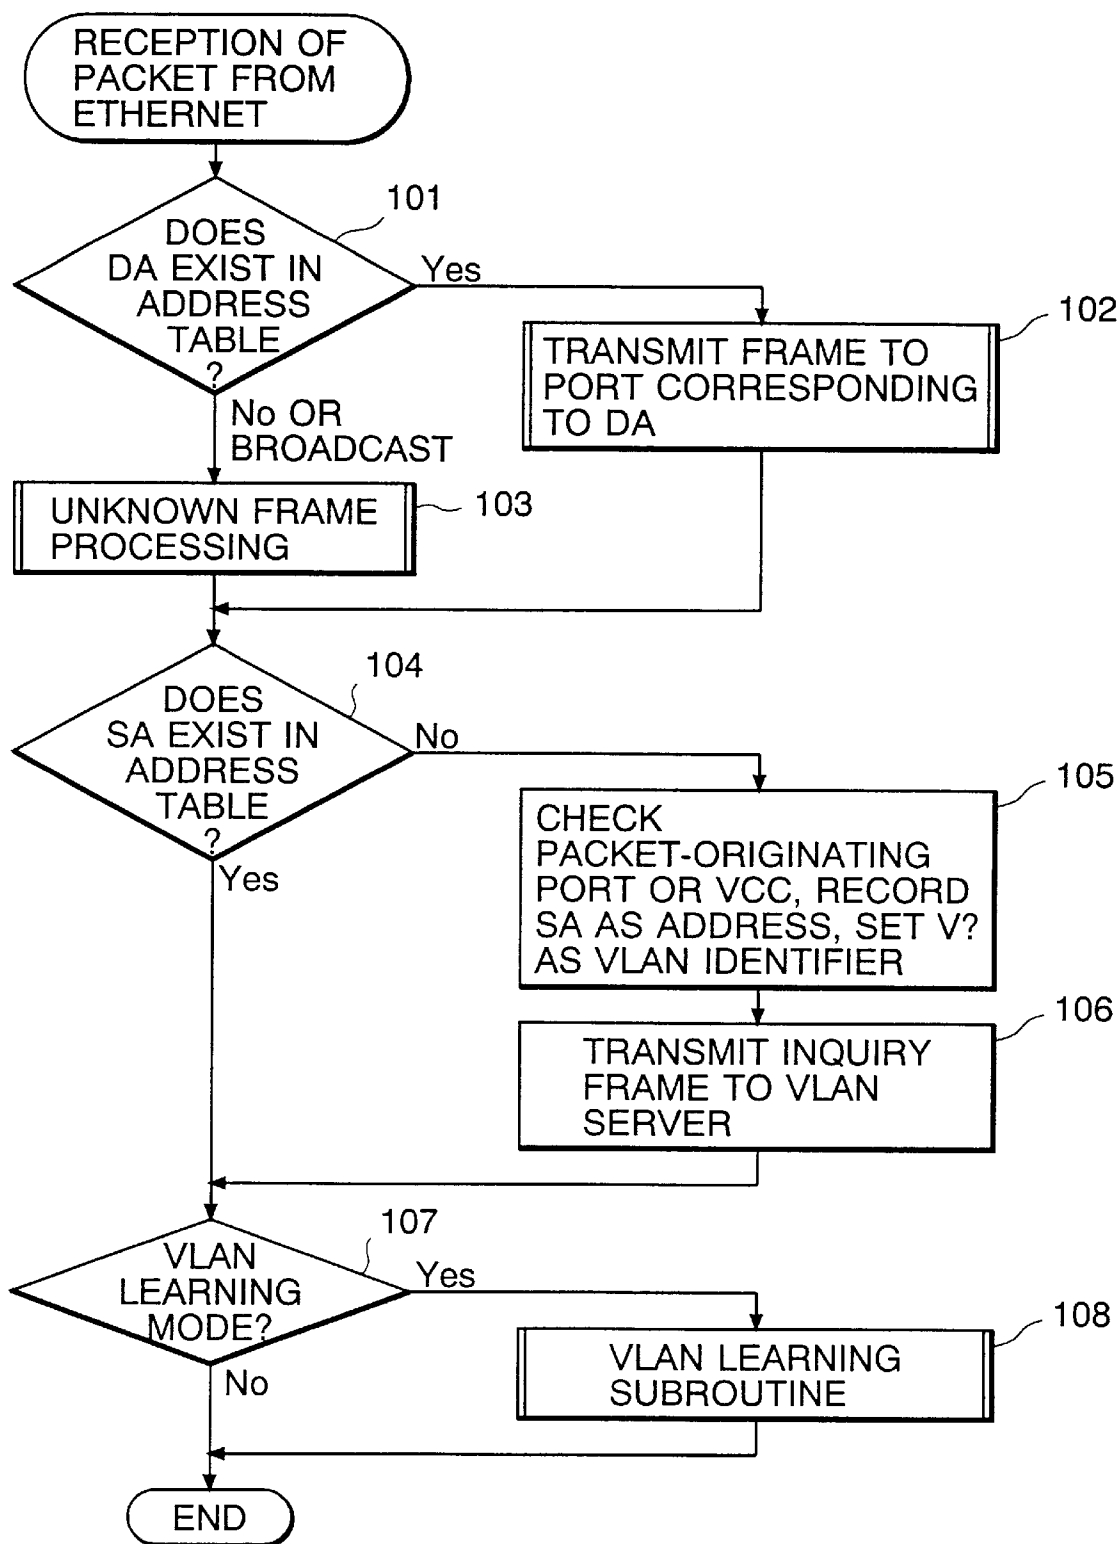 RECEPTION OF
PACKET FROM
ETHERNET
101
DOES
DA EXIST IN
ADDRESS
TABLE
?
Yes
102
TRANSMIT FRAME TO
PORT CORRESPONDING
TO DA
No OR
BROADCAST
UNKNOWN FRAME
PROCESSING
103
104
DOES
SA EXIST IN
ADDRESS
TABLE
?
No
Yes
105
CHECK
PACKET-ORIGINATING
PORT OR VCC, RECORD
SA AS ADDRESS, SET V?
AS VLAN IDENTIFIER
106
TRANSMIT INQUIRY
FRAME TO VLAN
SERVER
107
VLAN
LEARNING
MODE?
Yes
No
108
VLAN LEARNING
SUBROUTINE
END